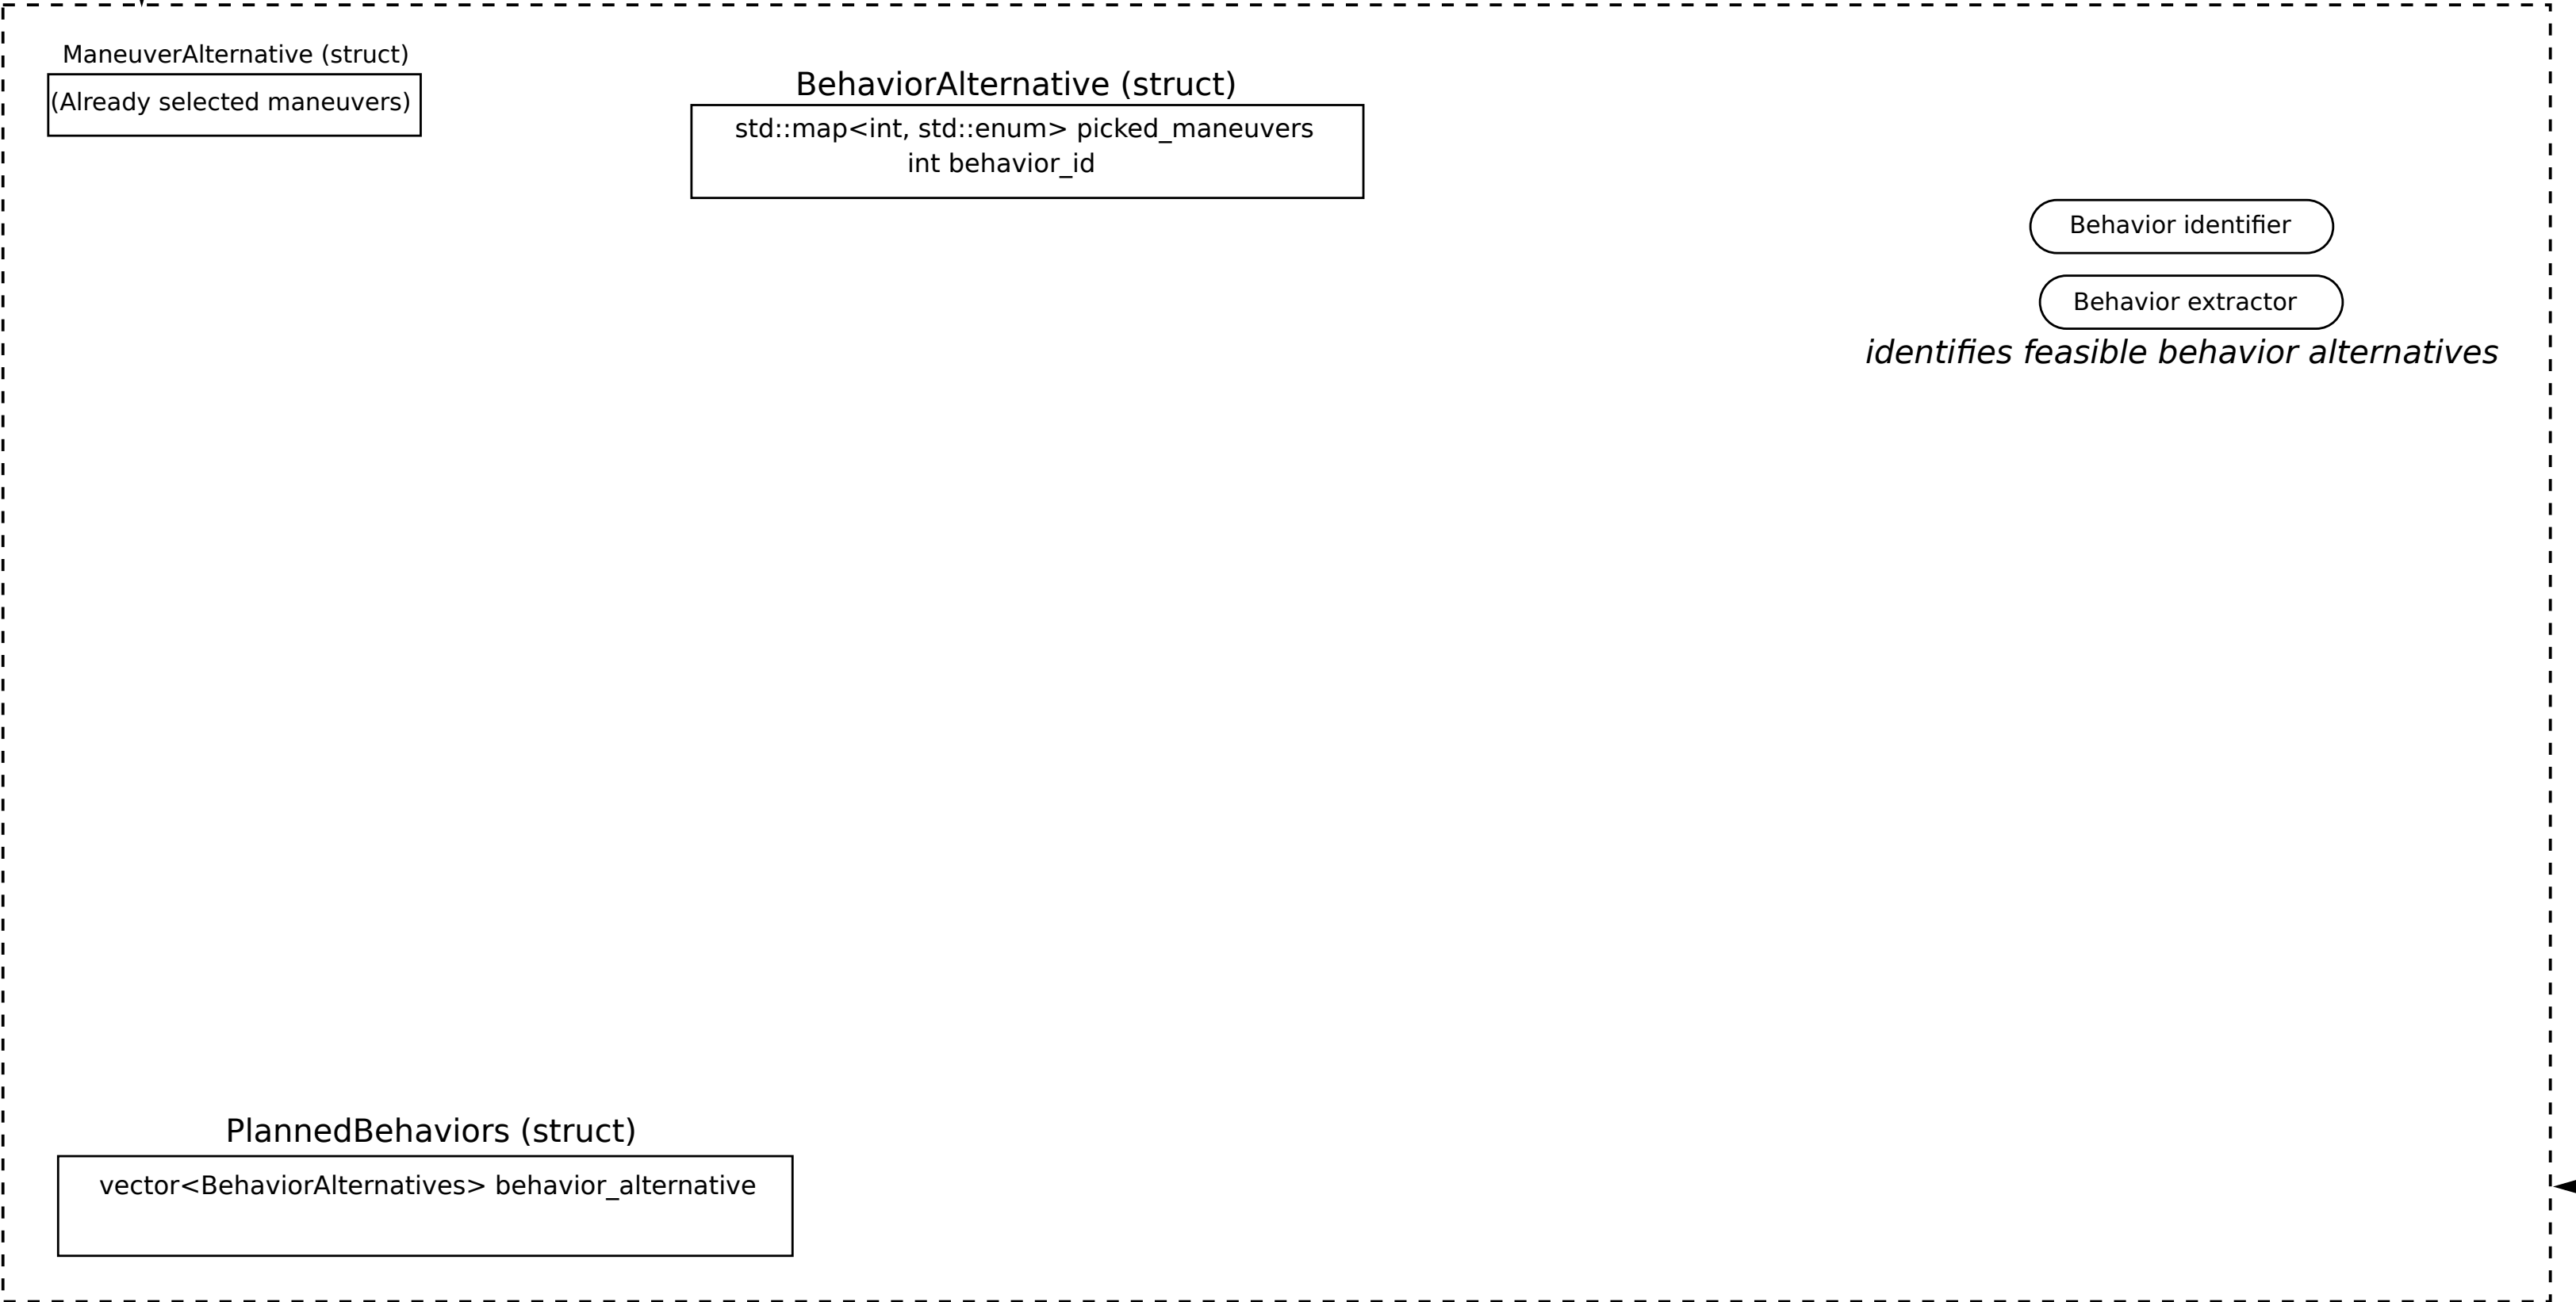 ManeuverAlternative (struct)
(Already selected maneuvers)
BehaviorAlternative (struct)
std::map<int, std::enum> picked_maneuvers
int behavior_id
Behavior identifier
Behavior extractor
identifies feasible behavior alternatives
PlannedBehaviors (struct)
vector<BehaviorAlternatives> behavior_alternative